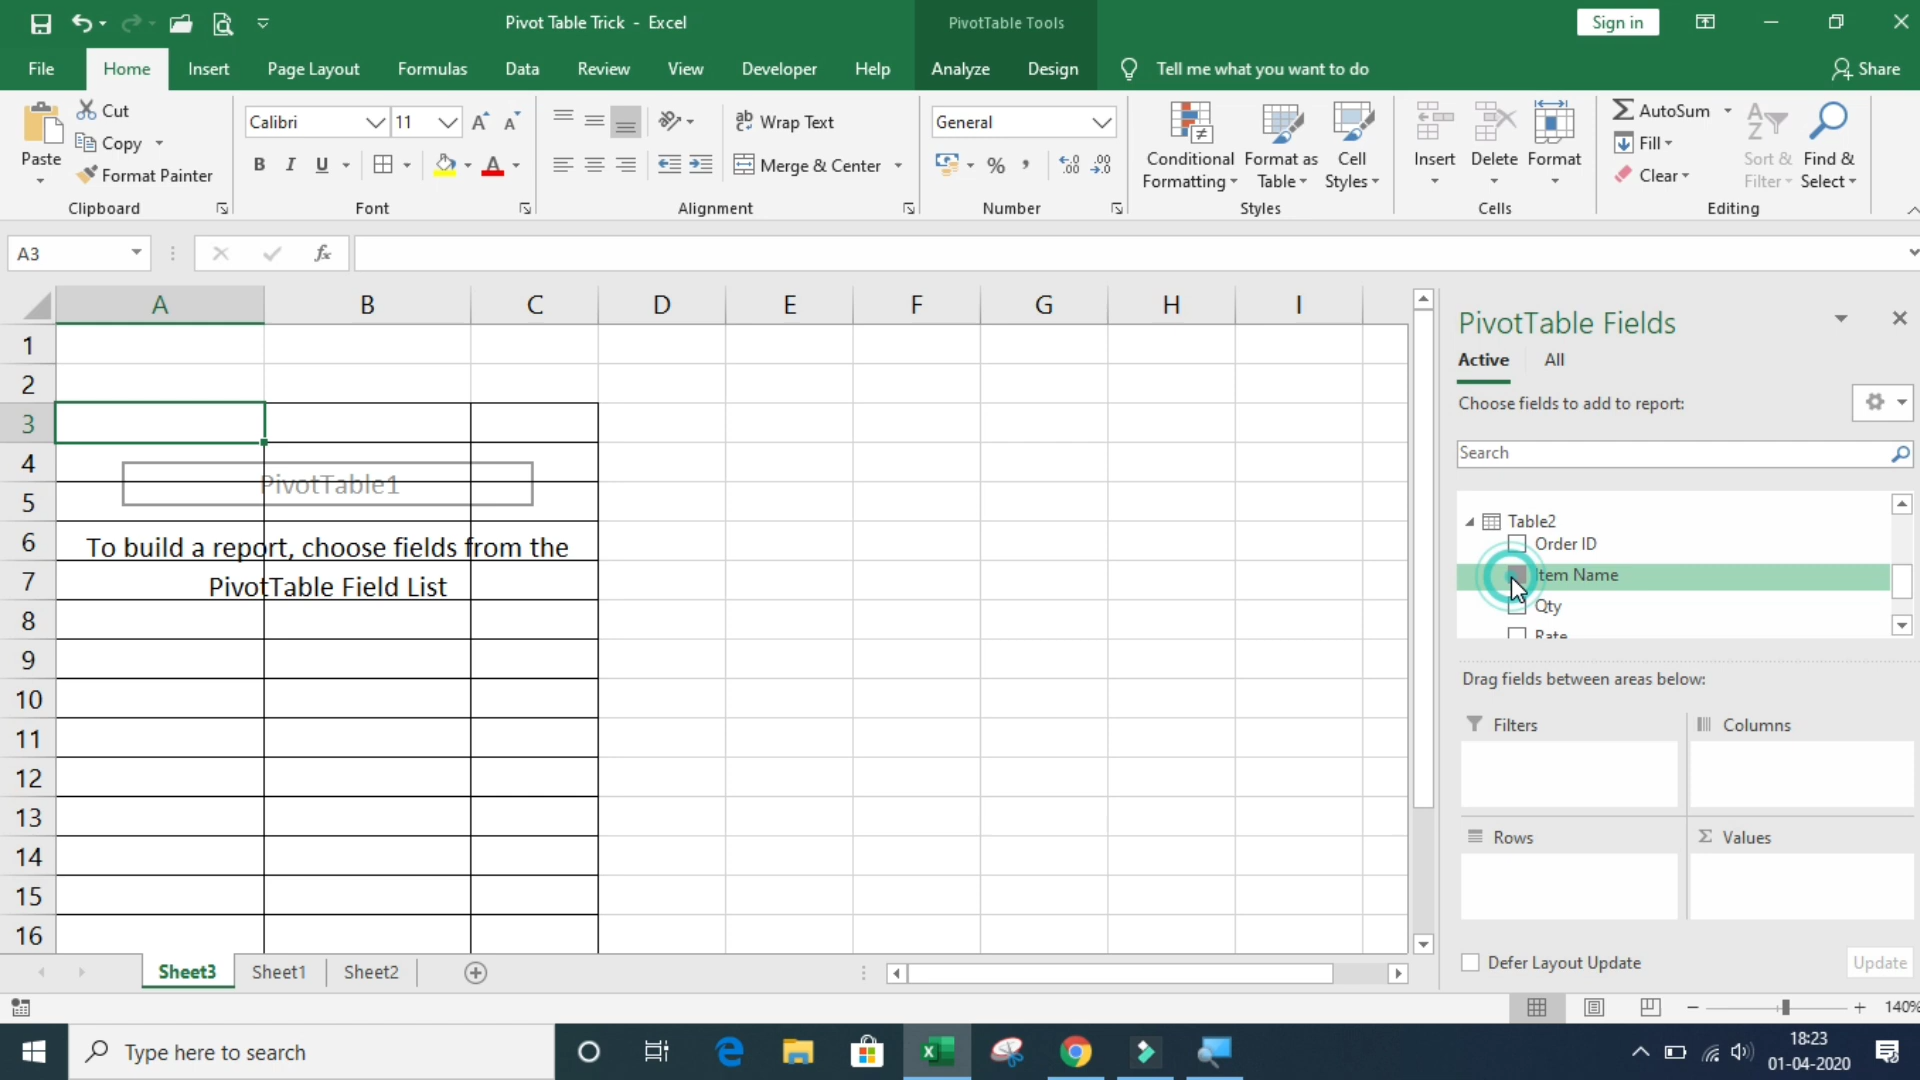 Pivot Table Trick - Excel
PivotTable Tools
Sign in
File Home Insert Page Layout Formulas Data Review View Developer Help Analyze Design Tell me what you want to do Share
Cut
Copy
Format Painter
Paste
Clipboard
Calibri 11
B I U A
Font
ab Wrap Text
Merge & Center
Alignment
General
% ,
Number
Conditional Formatting
Format as Table
Cell Styles
Styles
Insert Delete Format
Cells
AutoSum
Fill
Clear
Sort & Filter
Find & Select
Editing
A3
fx
A B C D E F G H I
1
2
3
4
5
6
7
8
9
10
11
12
13
14
15
16
PivotTable1
To build a report, choose fields from the
PivotTable Field List
PivotTable Fields
Active All
Choose fields to add to report:
Search
Table2
Order ID
Item Name
Qty
Rate
Drag fields between areas below:
Filters Columns
Rows Σ Values
Defer Layout Update Update
Sheet3 Sheet1 Sheet2
140%
Type here to search
18:23
01-04-2020